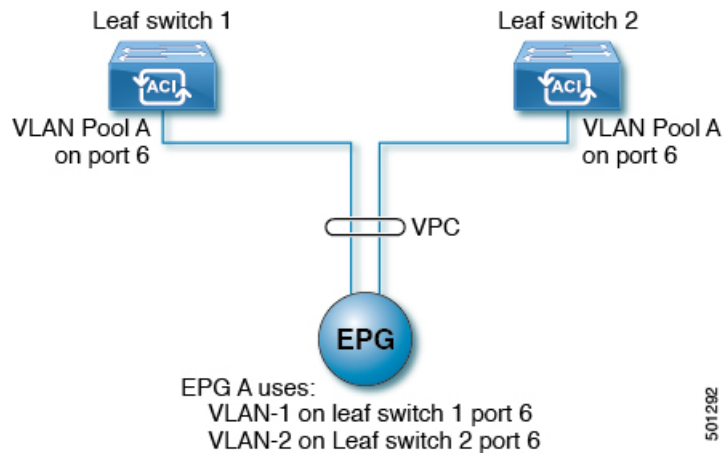 Leaf switch 1
Leaf switch 2
ACI
ACI
VLAN Pool A
on port 6
VLAN Pool A
on port 6
VPC
EPG
EPG A uses:
VLAN-1 on leaf switch 1 port 6
VLAN-2 on Leaf switch 2 port 6
501292